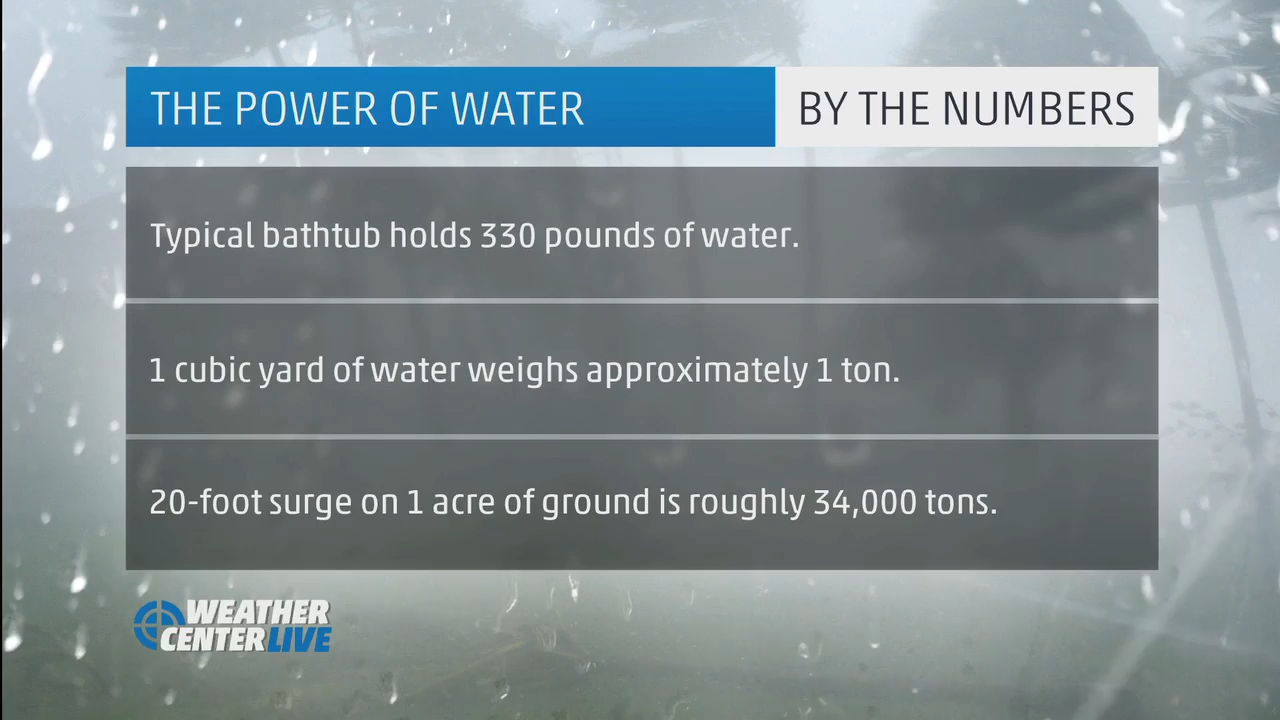 THE POWER OF WATER BY THE NUMBERS
Typical bathtub holds 330 pounds of water.
1 cubic yard of water weighs approximately 1 ton.
20-foot surge on 1 acre of ground is roughly 34,000 tons.
WEATHER
CENTER LIVE